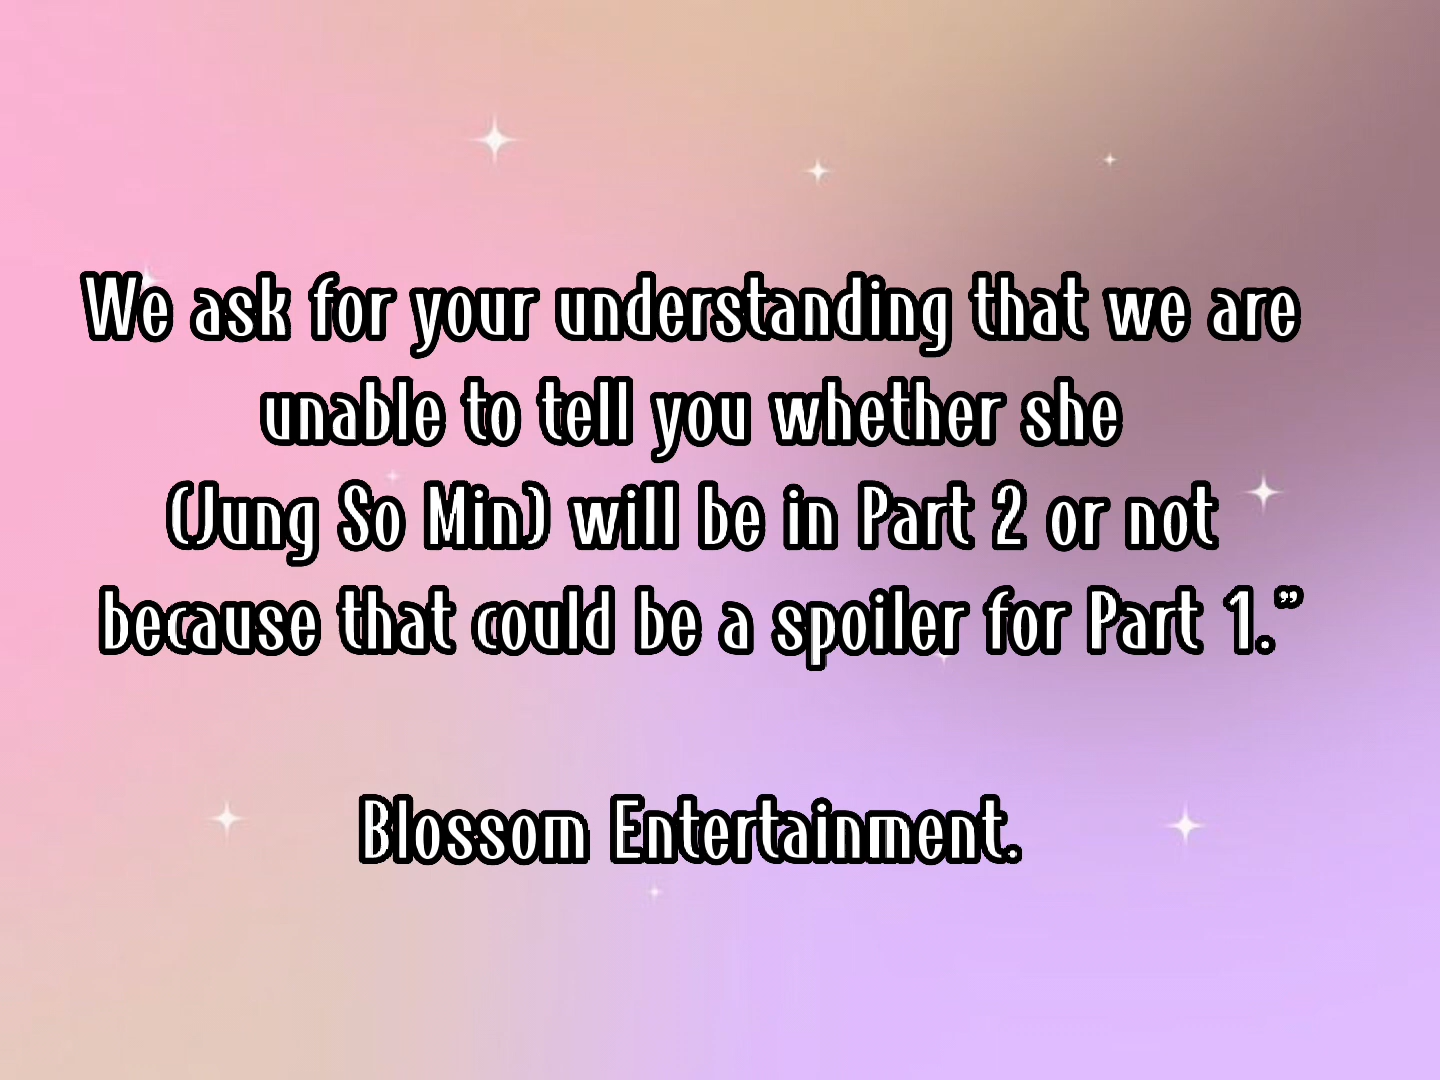 We ask for your understanding that we are
unable to tell you whether she
(Jung So Min) will be in Part 2 or not
because that could be a spoiler for Part 1.”
Blossom Entertainment.